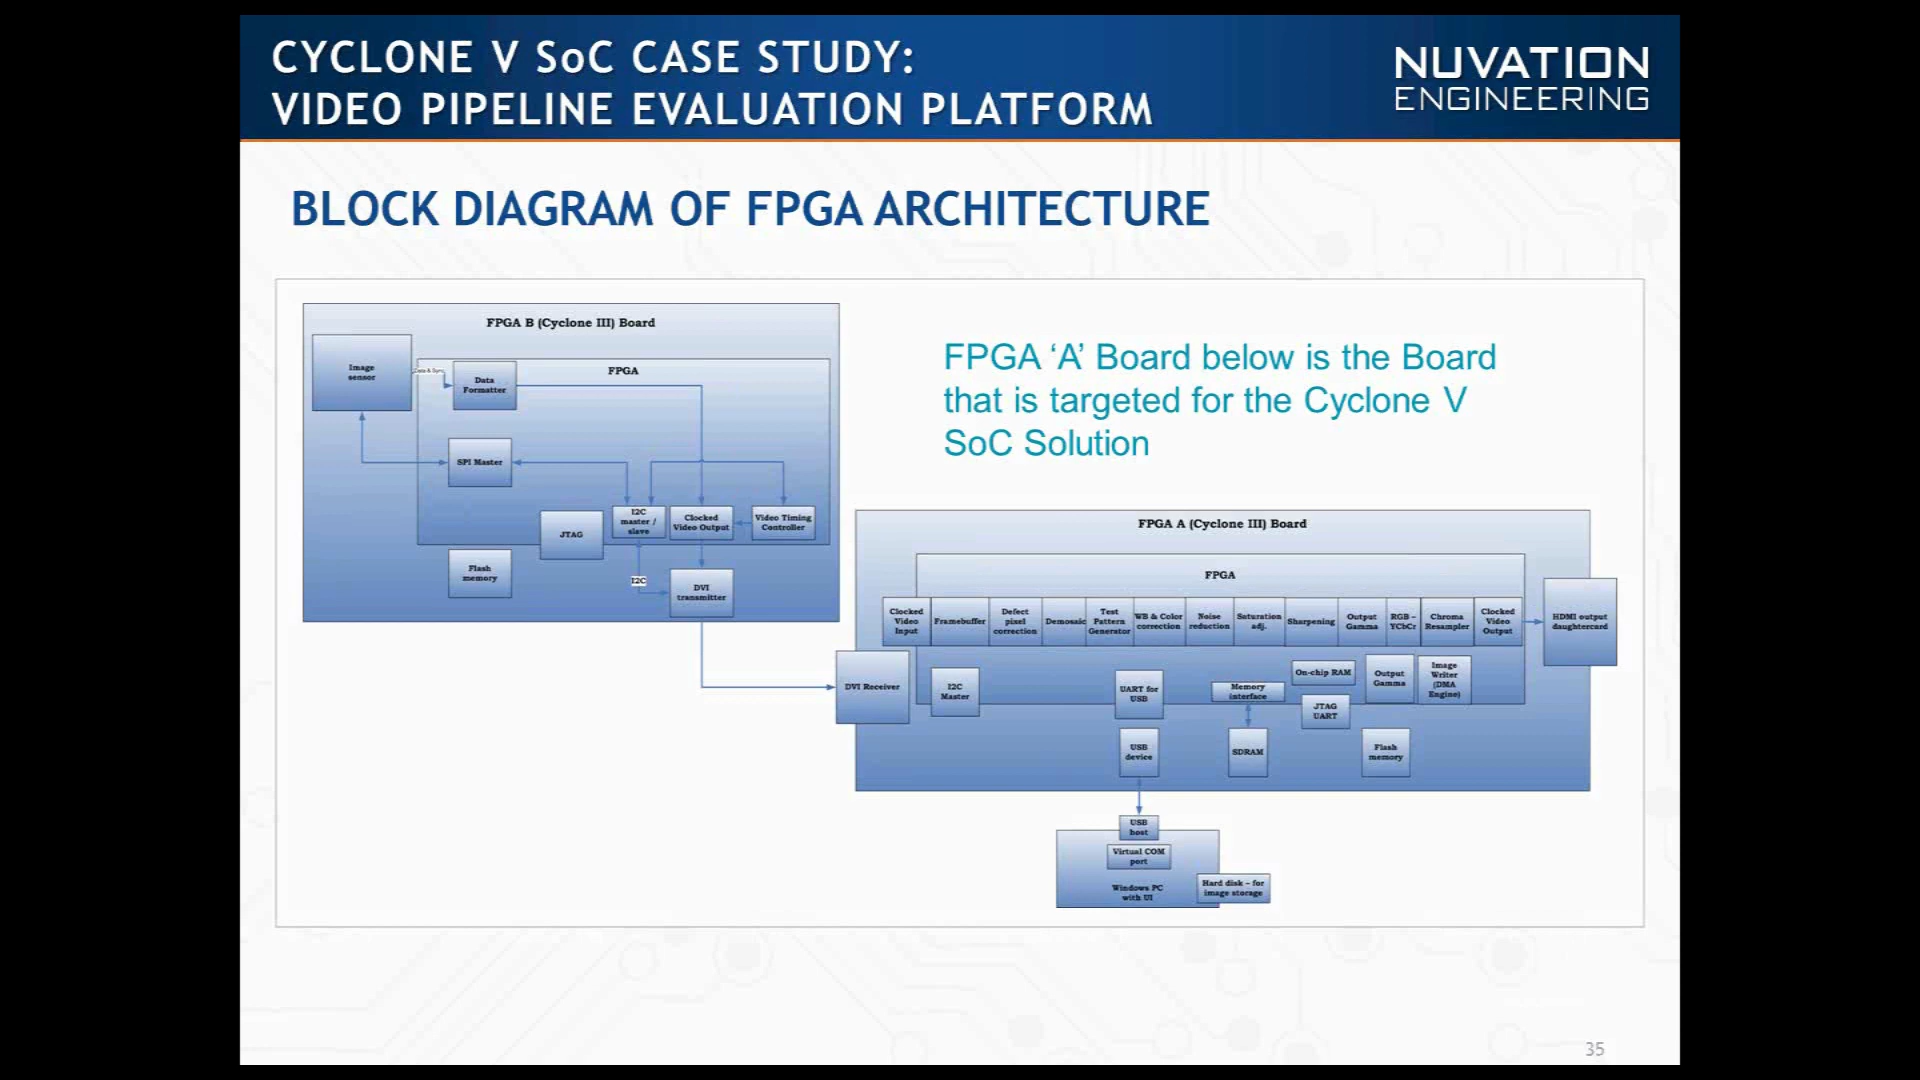 CYCLONE V SoC CASE STUDY:
VIDEO PIPELINE EVALUATION PLATFORM
NUVATION
ENGINEERING
BLOCK DIAGRAM OF FPGA ARCHITECTURE
FPGA B (Cyclone III) Board
Image
sensor
Data & Sync
FPGA
Data
Formatter
SPI Master
JTAG
I2C
master /
slave
Clocked
Video Output
Video Timing
Controller
Flash
memory
I2C
DVI
transmitter
FPGA ‘A’ Board below is the Board
that is targeted for the Cyclone V
SoC Solution
FPGA A (Cyclone III) Board
FPGA
Clocked
Video
Input
Framebuffer
Defect
pixel
correction
Demosaic
Test
Pattern
Generator
WB & Color
correction
Noise
reduction
Saturation
adj.
Sharpening
Output
Gamma
RGB –
YCbCr
Chroma
Resampler
Clocked
Video
Output
HDMI output
daughtercard
DVI Receiver
I2C
Master
UART for
USB
Memory
interface
On-chip RAM
JTAG
UART
Output
Gamma
Image
Writer
(DMA
Engine)
USB
device
SDRAM
Flash
memory
USB
host
Virtual COM
port
Windows PC
with UI
Hard disk – for
image storage
35